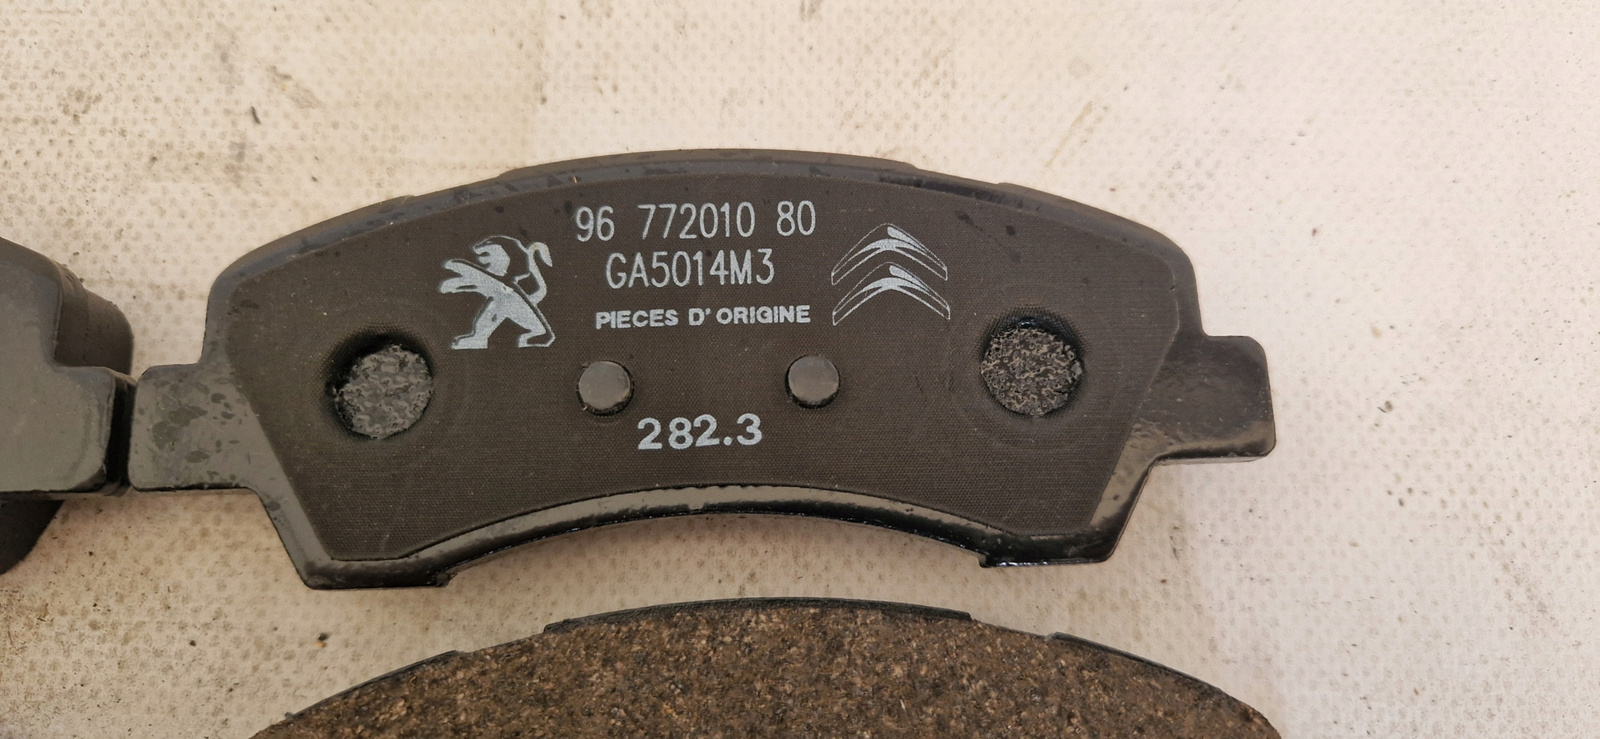 96 772010 80
GA5014M3
PIECES D'ORIGINE
282.3